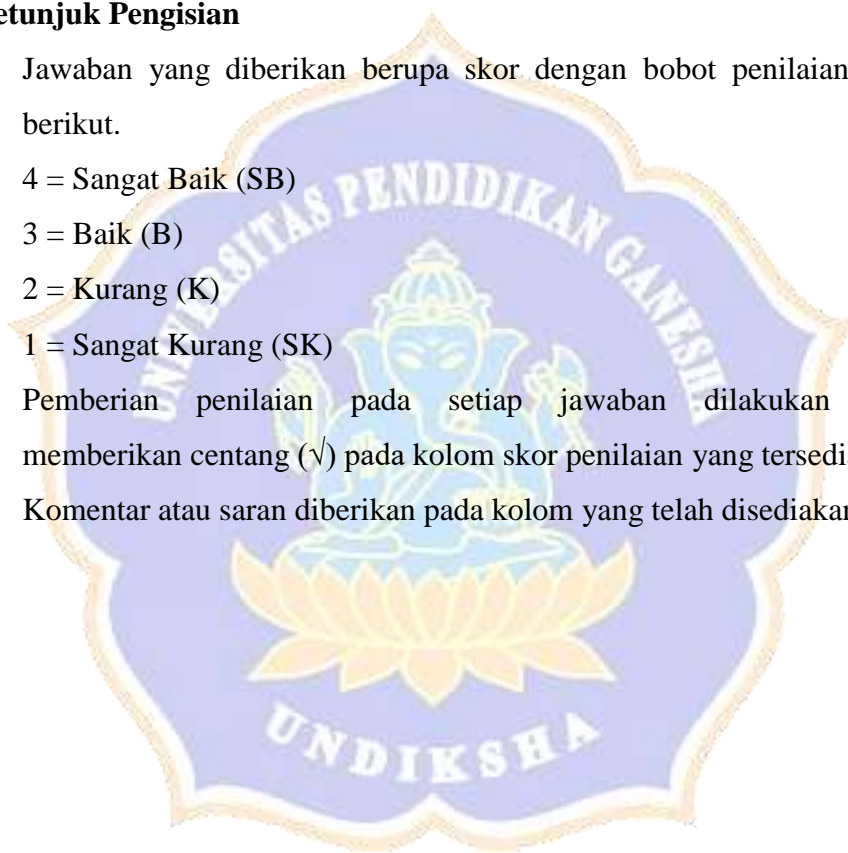 etunjuk Pengisian
Jawaban yang diberikan berupa skor dengan bobot penilaian
berikut.
4 = Sangat Baik (SB)
3 = Baik (B)
2 = Kurang (K)
1 = Sangat Kurang (SK)
Pemberian penilaian pada setiap jawaban dilakukan
memberikan centang (√) pada kolom skor penilaian yang tersedia
Komentar atau saran diberikan pada kolom yang telah disediakan
UNIVERSITAS PENDIDIKAN GANESHA
UNDIKSHA